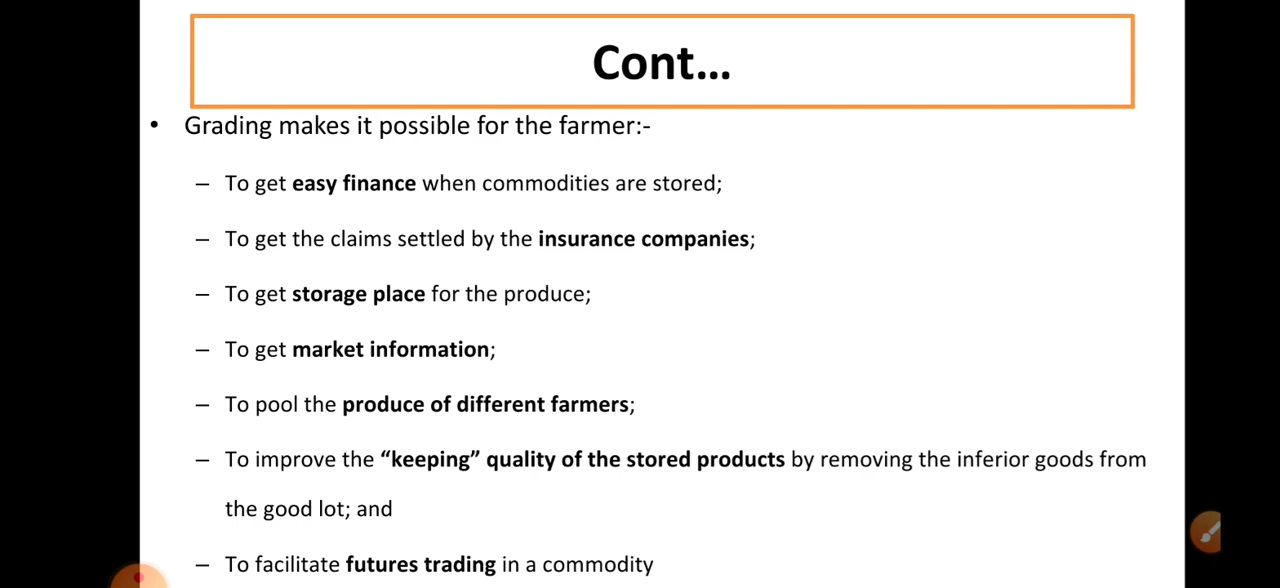 Cont...
• Grading makes it possible for the farmer:-
– To get easy finance when commodities are stored;
– To get the claims settled by the insurance companies;
– To get storage place for the produce;
– To get market information;
– To pool the produce of different farmers;
– To improve the “keeping” quality of the stored products by removing the inferior goods from
the good lot; and
– To facilitate futures trading in a commodity